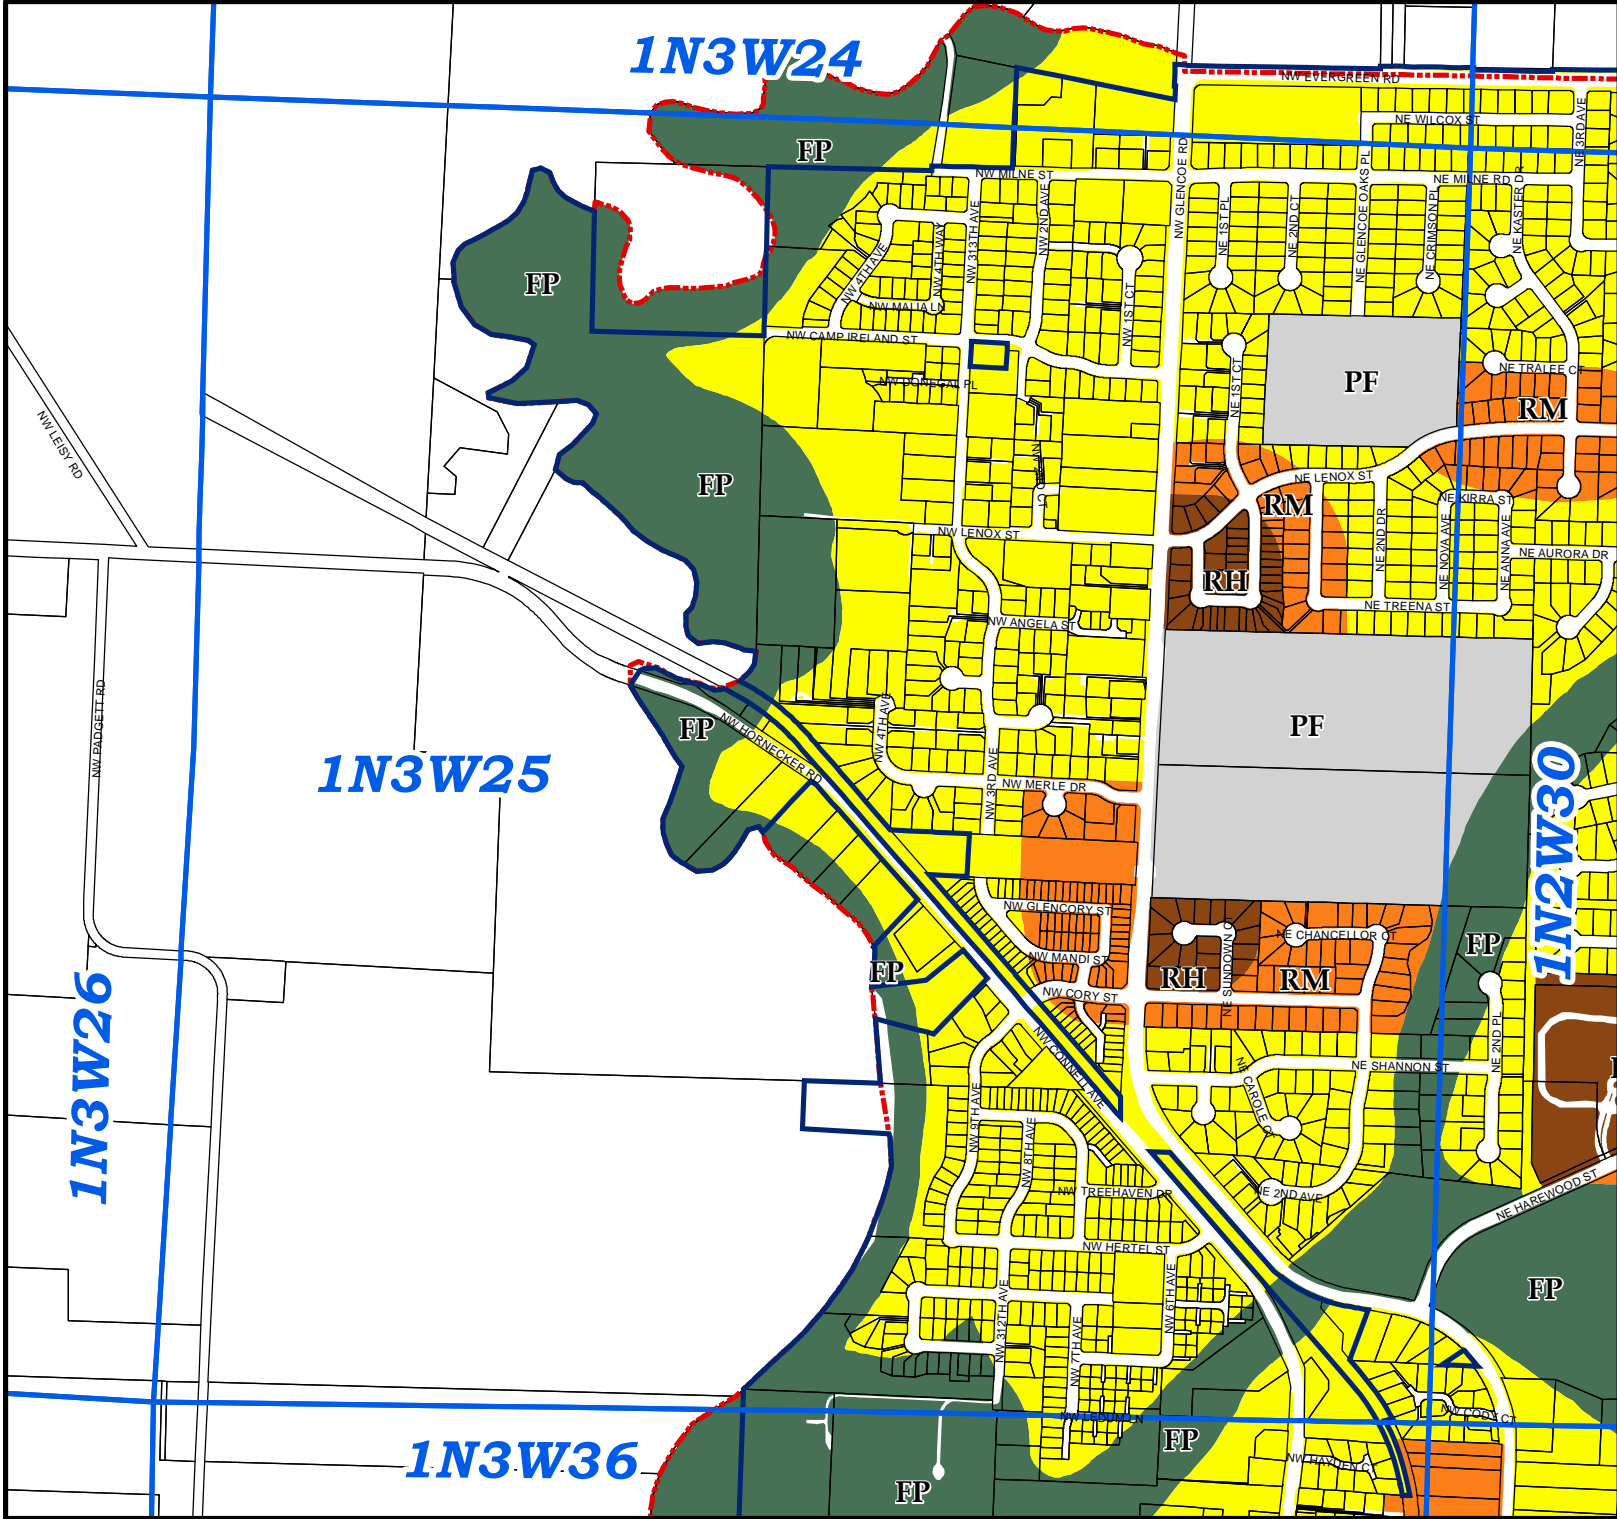 1N3W24
NW EVERGREEN RD
NE WILCOX ST
NE 3RD AVE
FP
NW MILNE ST
NE MILNE RD
NW GLENCOE RD
NE GLENCOE OAKS PL
NE KASTER DR
NE CRIMSON PL
NE 1ST PL
NE 2ND CT
NW 2ND AVE
NW 313TH AVE
NW 4TH WAY
NW 4TH AVE
FP
NW MALIA LN
NW 1ST CT
NW CAMP IRELAND ST
NW DONEGAL PL
NE 1ST CT
PF
NE TRALEE CT
RM
NW LEISY RD
FP
NE LENOX ST
RM
NE KIRRA ST
NW LENOX ST
NE 2ND DR
NE NOVA AVE
NE ANNA AVE
NE AURORA DR
RH
NE TREENA ST
NW ANGELA ST
NW PADGETT RD
FP
NW HORNECKER RD
NW 4TH AVE
PF
1N3W25
NW 3RD AVE
NW MERLE DR
1N2W30
NW GLENCORY ST
NE CHANCELLOR CT
NE SUNDOWN CT
FP
NW MANDI ST
FP
RH
RM
NW CORY ST
1N3W26
NW CONNELL AVE
NE 2ND PL
NE SHANNON ST
NE CAROLE CT
NW 9TH AVE
NW 8TH AVE
NW TREEHAVEN DR
NE 2ND AVE
NE HAREWOOD ST
NW HERTEL ST
FP
NW 6TH AVE
NW 312TH AVE
NW 7TH AVE
NW LEDUM LN
NW CODY CT
FP
1N3W36
NW HAYDEN CT
FP